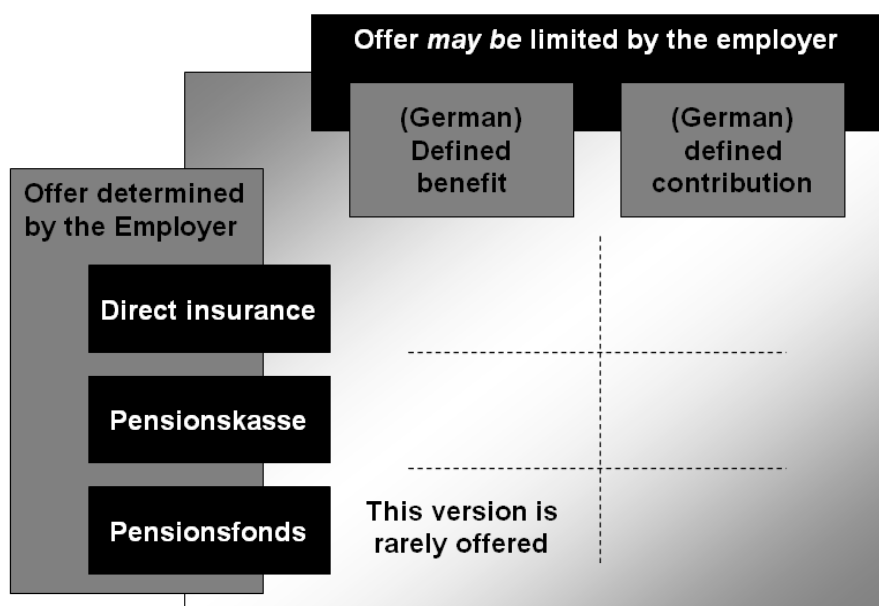 Offer may be limited by the employer
(German)
Defined
benefit
(German)
defined
contribution
Offer determined
by the Employer
Direct insurance
Pensionskasse
Pensionsfonds
This version is
rarely offered